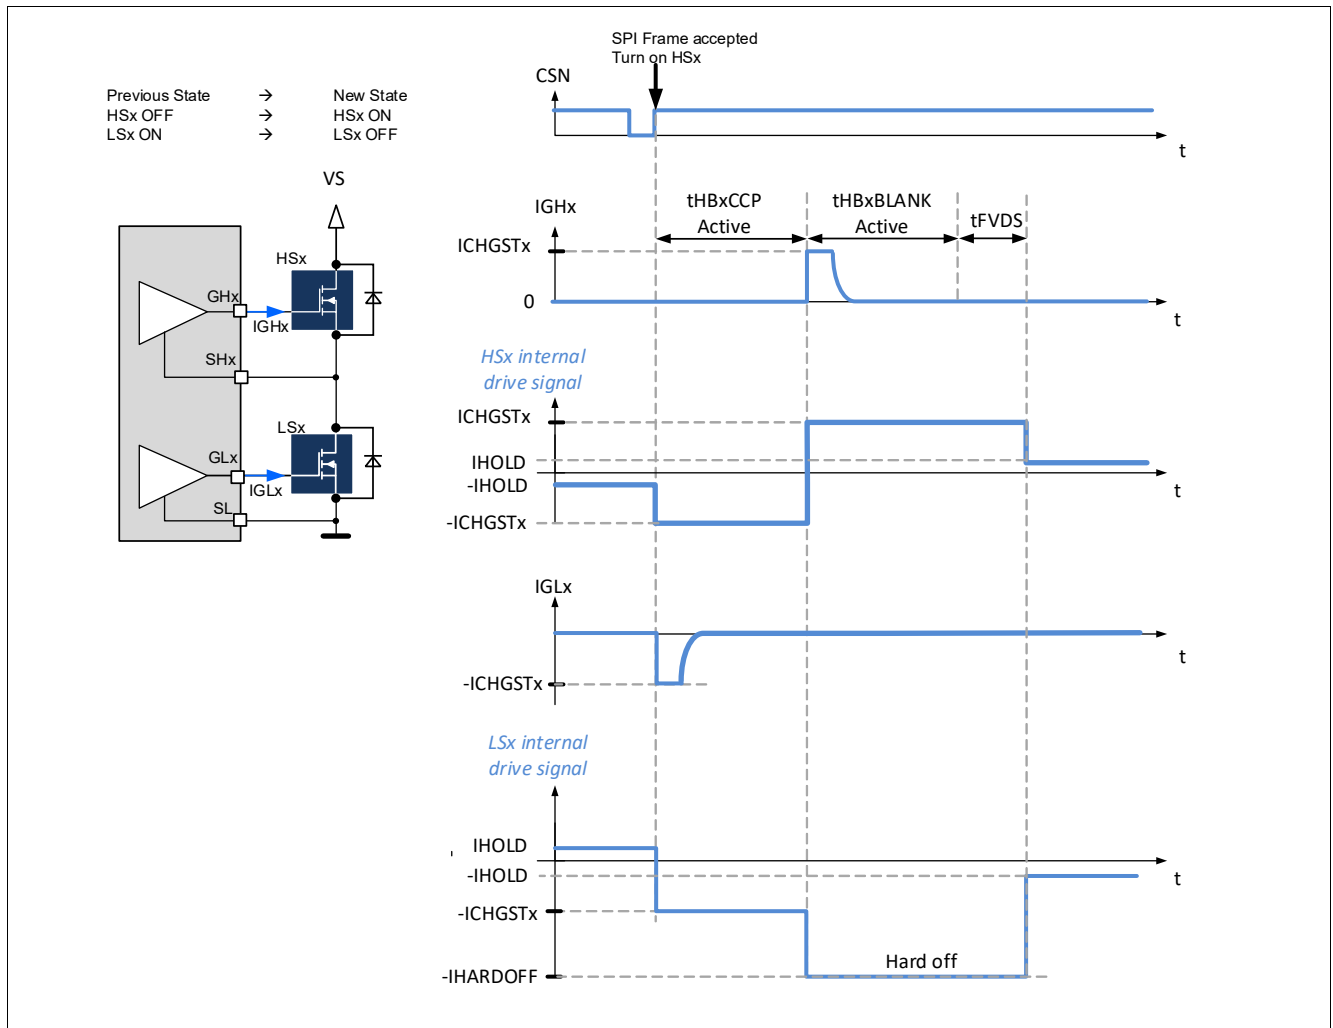 SPI Frame accepted
Turn on HSx
CSN
t
Previous State → New State
HSx OFF → HSx ON
LSx ON → LSx OFF
VS
HSx
GHx
IGHx
SHx
LSx
GLx
IGLx
SL
IGHx
tHBxCCP
Active
tHBxBLANK
Active
tFVDS
ICHGSTx
0
t
HSx internal
drive signal
ICHGSTx
IHOLD
-IHOLD
-ICHGSTx
t
IGLx
t
-ICHGSTx
LSx internal
drive signal
IHOLD
-IHOLD
t
-ICHGSTx
Hard off
-IHARDOFF